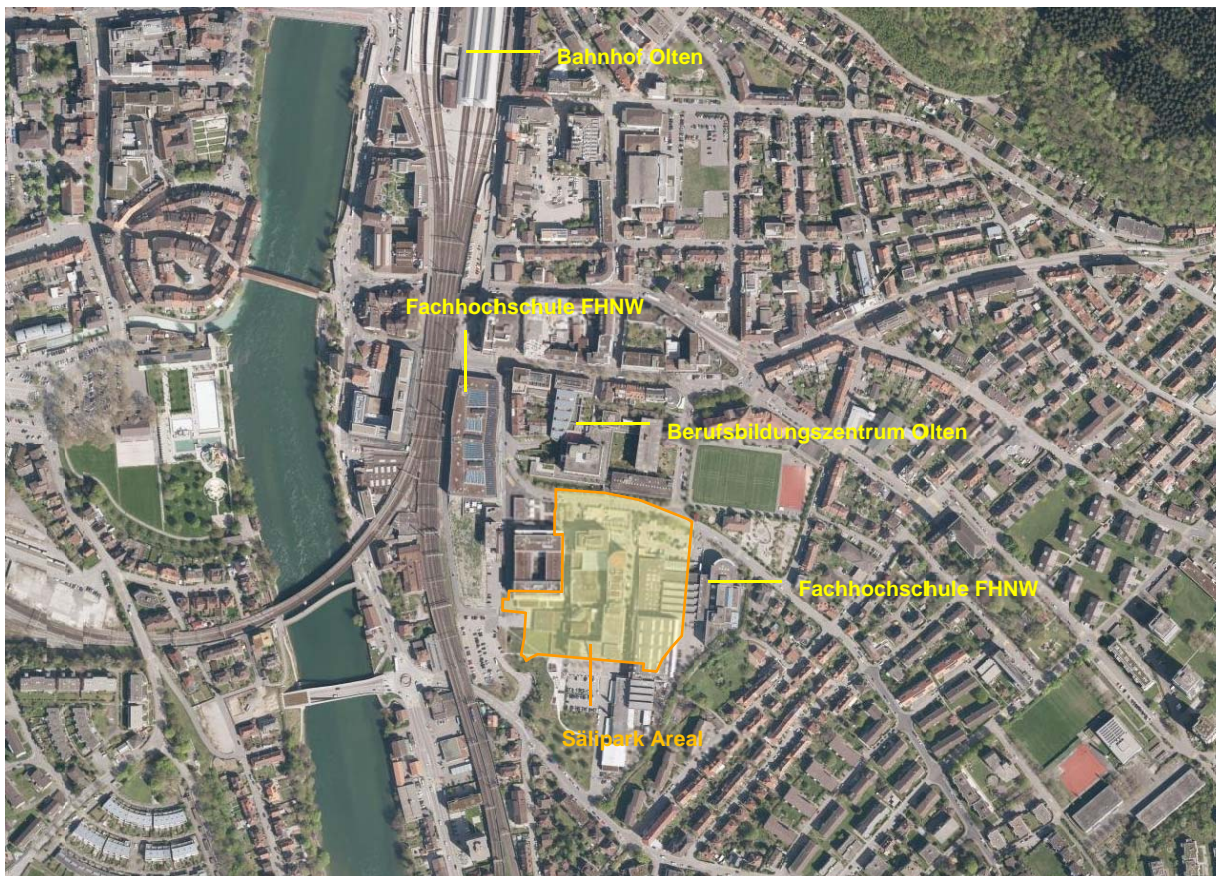 Bahnhof Olten
Fachhochschule FHNW
Berufsbildungszentrum Olten
Fachhochschule FHNW
Sälipark Areal